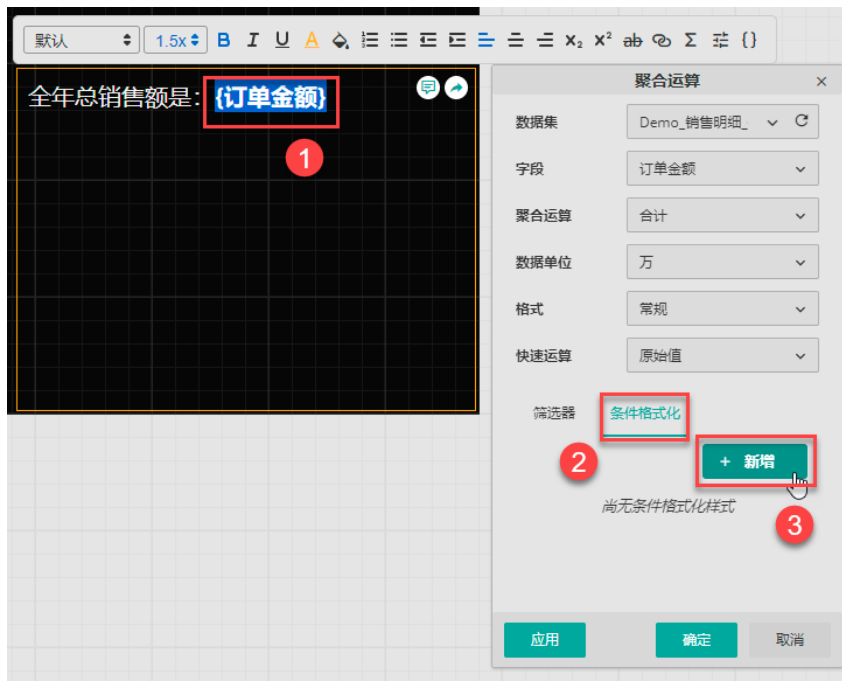 默认 1.5x B I U A X₂ X² ab Σ {}
全年总销售额是： {订单金额}
1
聚合运算 ×
数据集 Demo_销售明细_
字段 订单金额
聚合运算 合计
数据单位 万
格式 常规
快速运算 原始值
筛选器 条件格式化
2
+ 新增
尚无条件格式化样式
3
应用 确定 取消